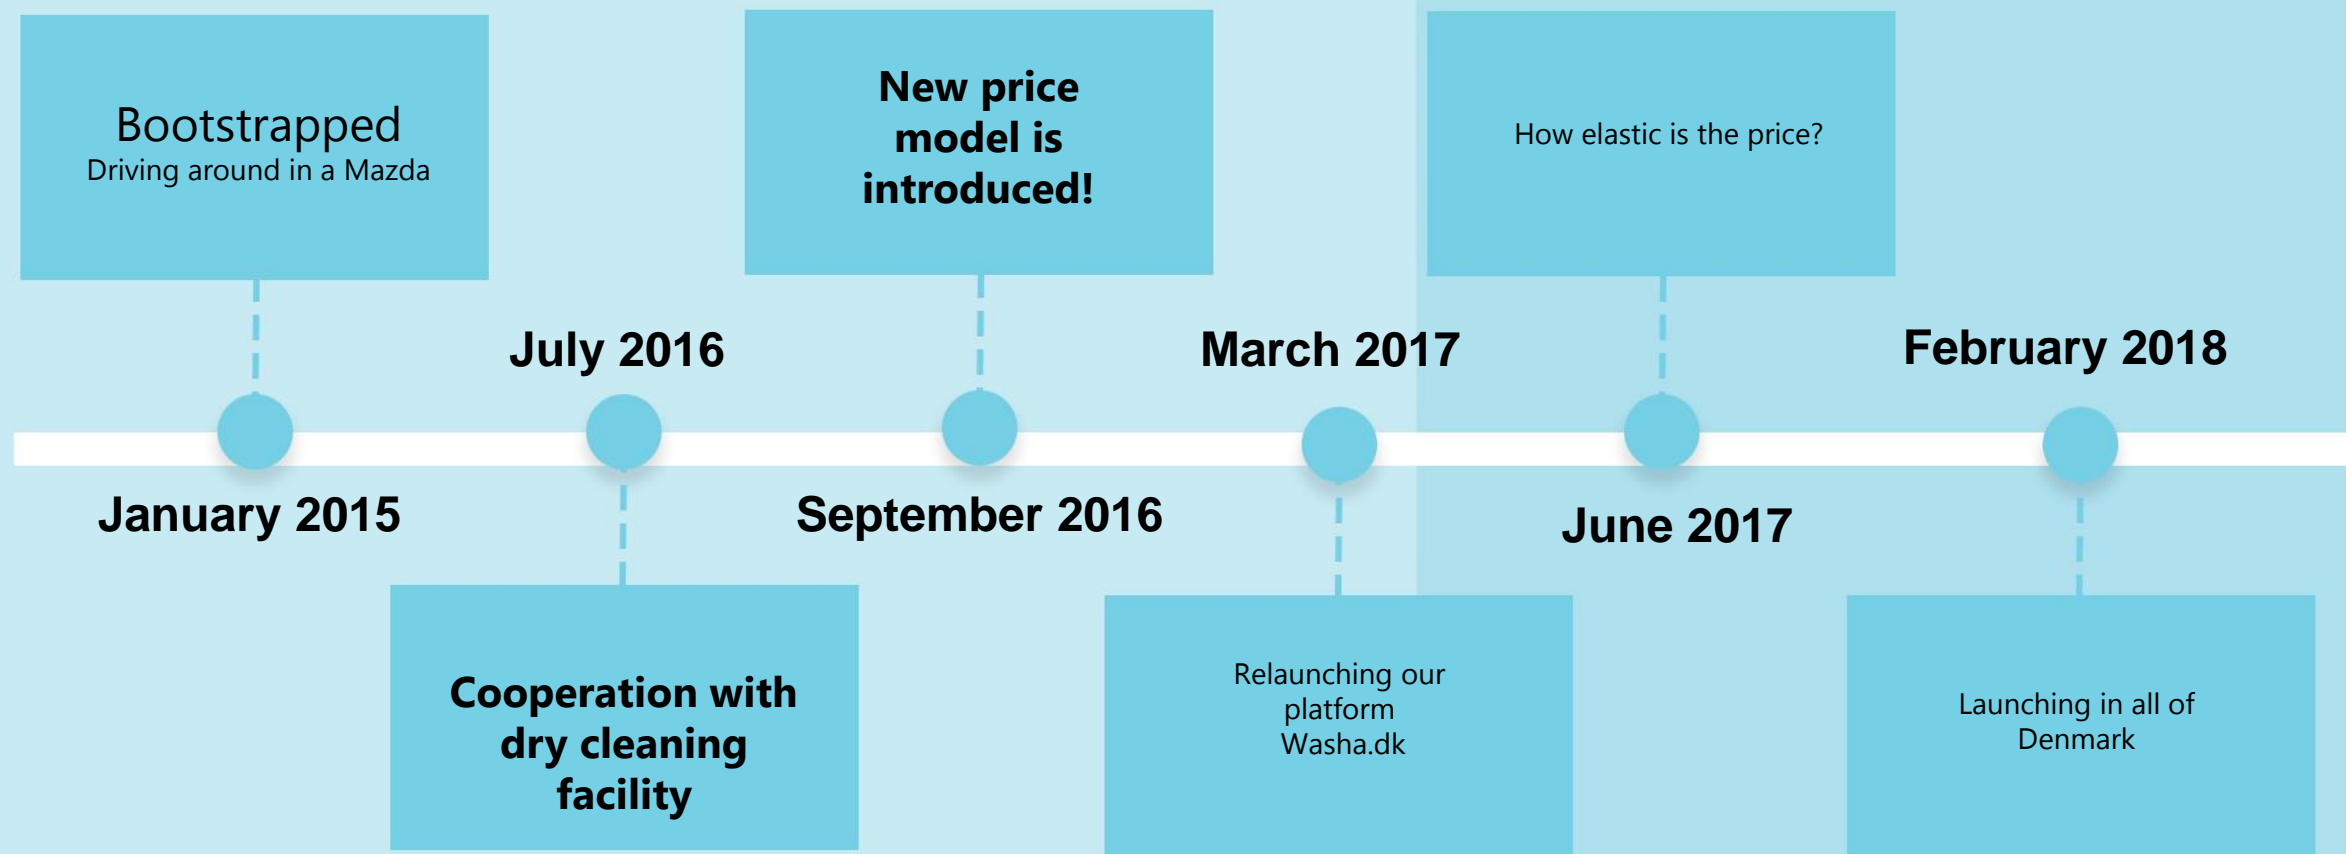 Bootstrapped
Driving around in a Mazda
January 2015
July 2016
Cooperation with
dry cleaning
facility
New price
model is
introduced!
September 2016
March 2017
Relaunching our
platform
Washa.dk
How elastic is the price?
June 2017
February 2018
Launching in all of
Denmark